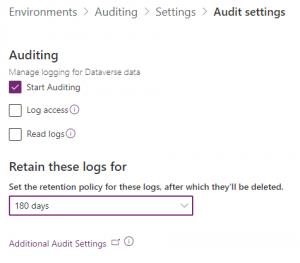 Environments > Auditing > Settings > Audit settings
Auditing
Manage logging for Dataverse data
Start Auditing
Log access
Read logs
Retain these logs for
Set the retention policy for these logs, after which they'll be deleted.
180 days
Additional Audit Settings